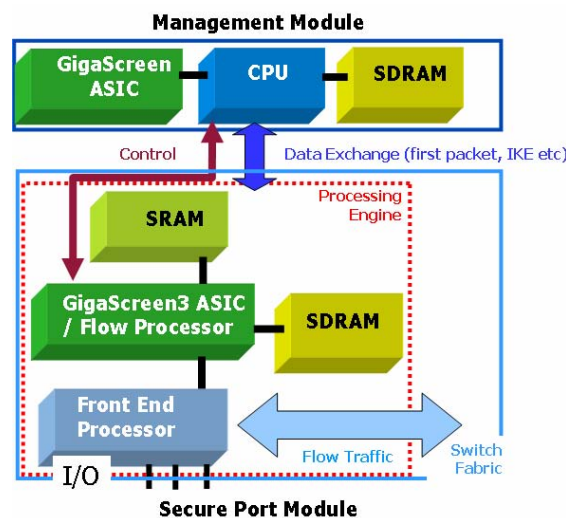 Management Module
GigaScreen
ASIC
CPU
SDRAM
Control
Data Exchange (first packet, IKE etc)
Processing
Engine
SRAM
GigaScreen3 ASIC
/ Flow Processor
SDRAM
Front End
Processor
Flow Traffic
Switch
Fabric
I/O
Secure Port Module